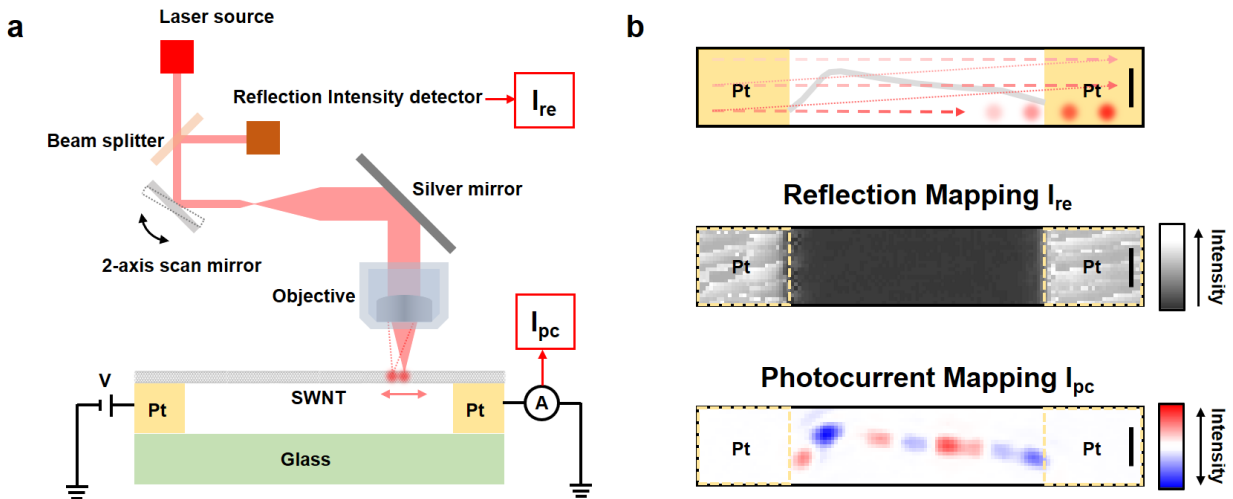 a
Laser source
Reflection Intensity detector
I_re
Beam splitter
Silver mirror
2-axis scan mirror
Objective
I_pc
V
SWNT
Pt
Pt
A
Glass
b
Pt
Pt
Reflection Mapping I_re
Pt
Pt
Intensity
Photocurrent Mapping I_pc
Pt
Pt
Intensity